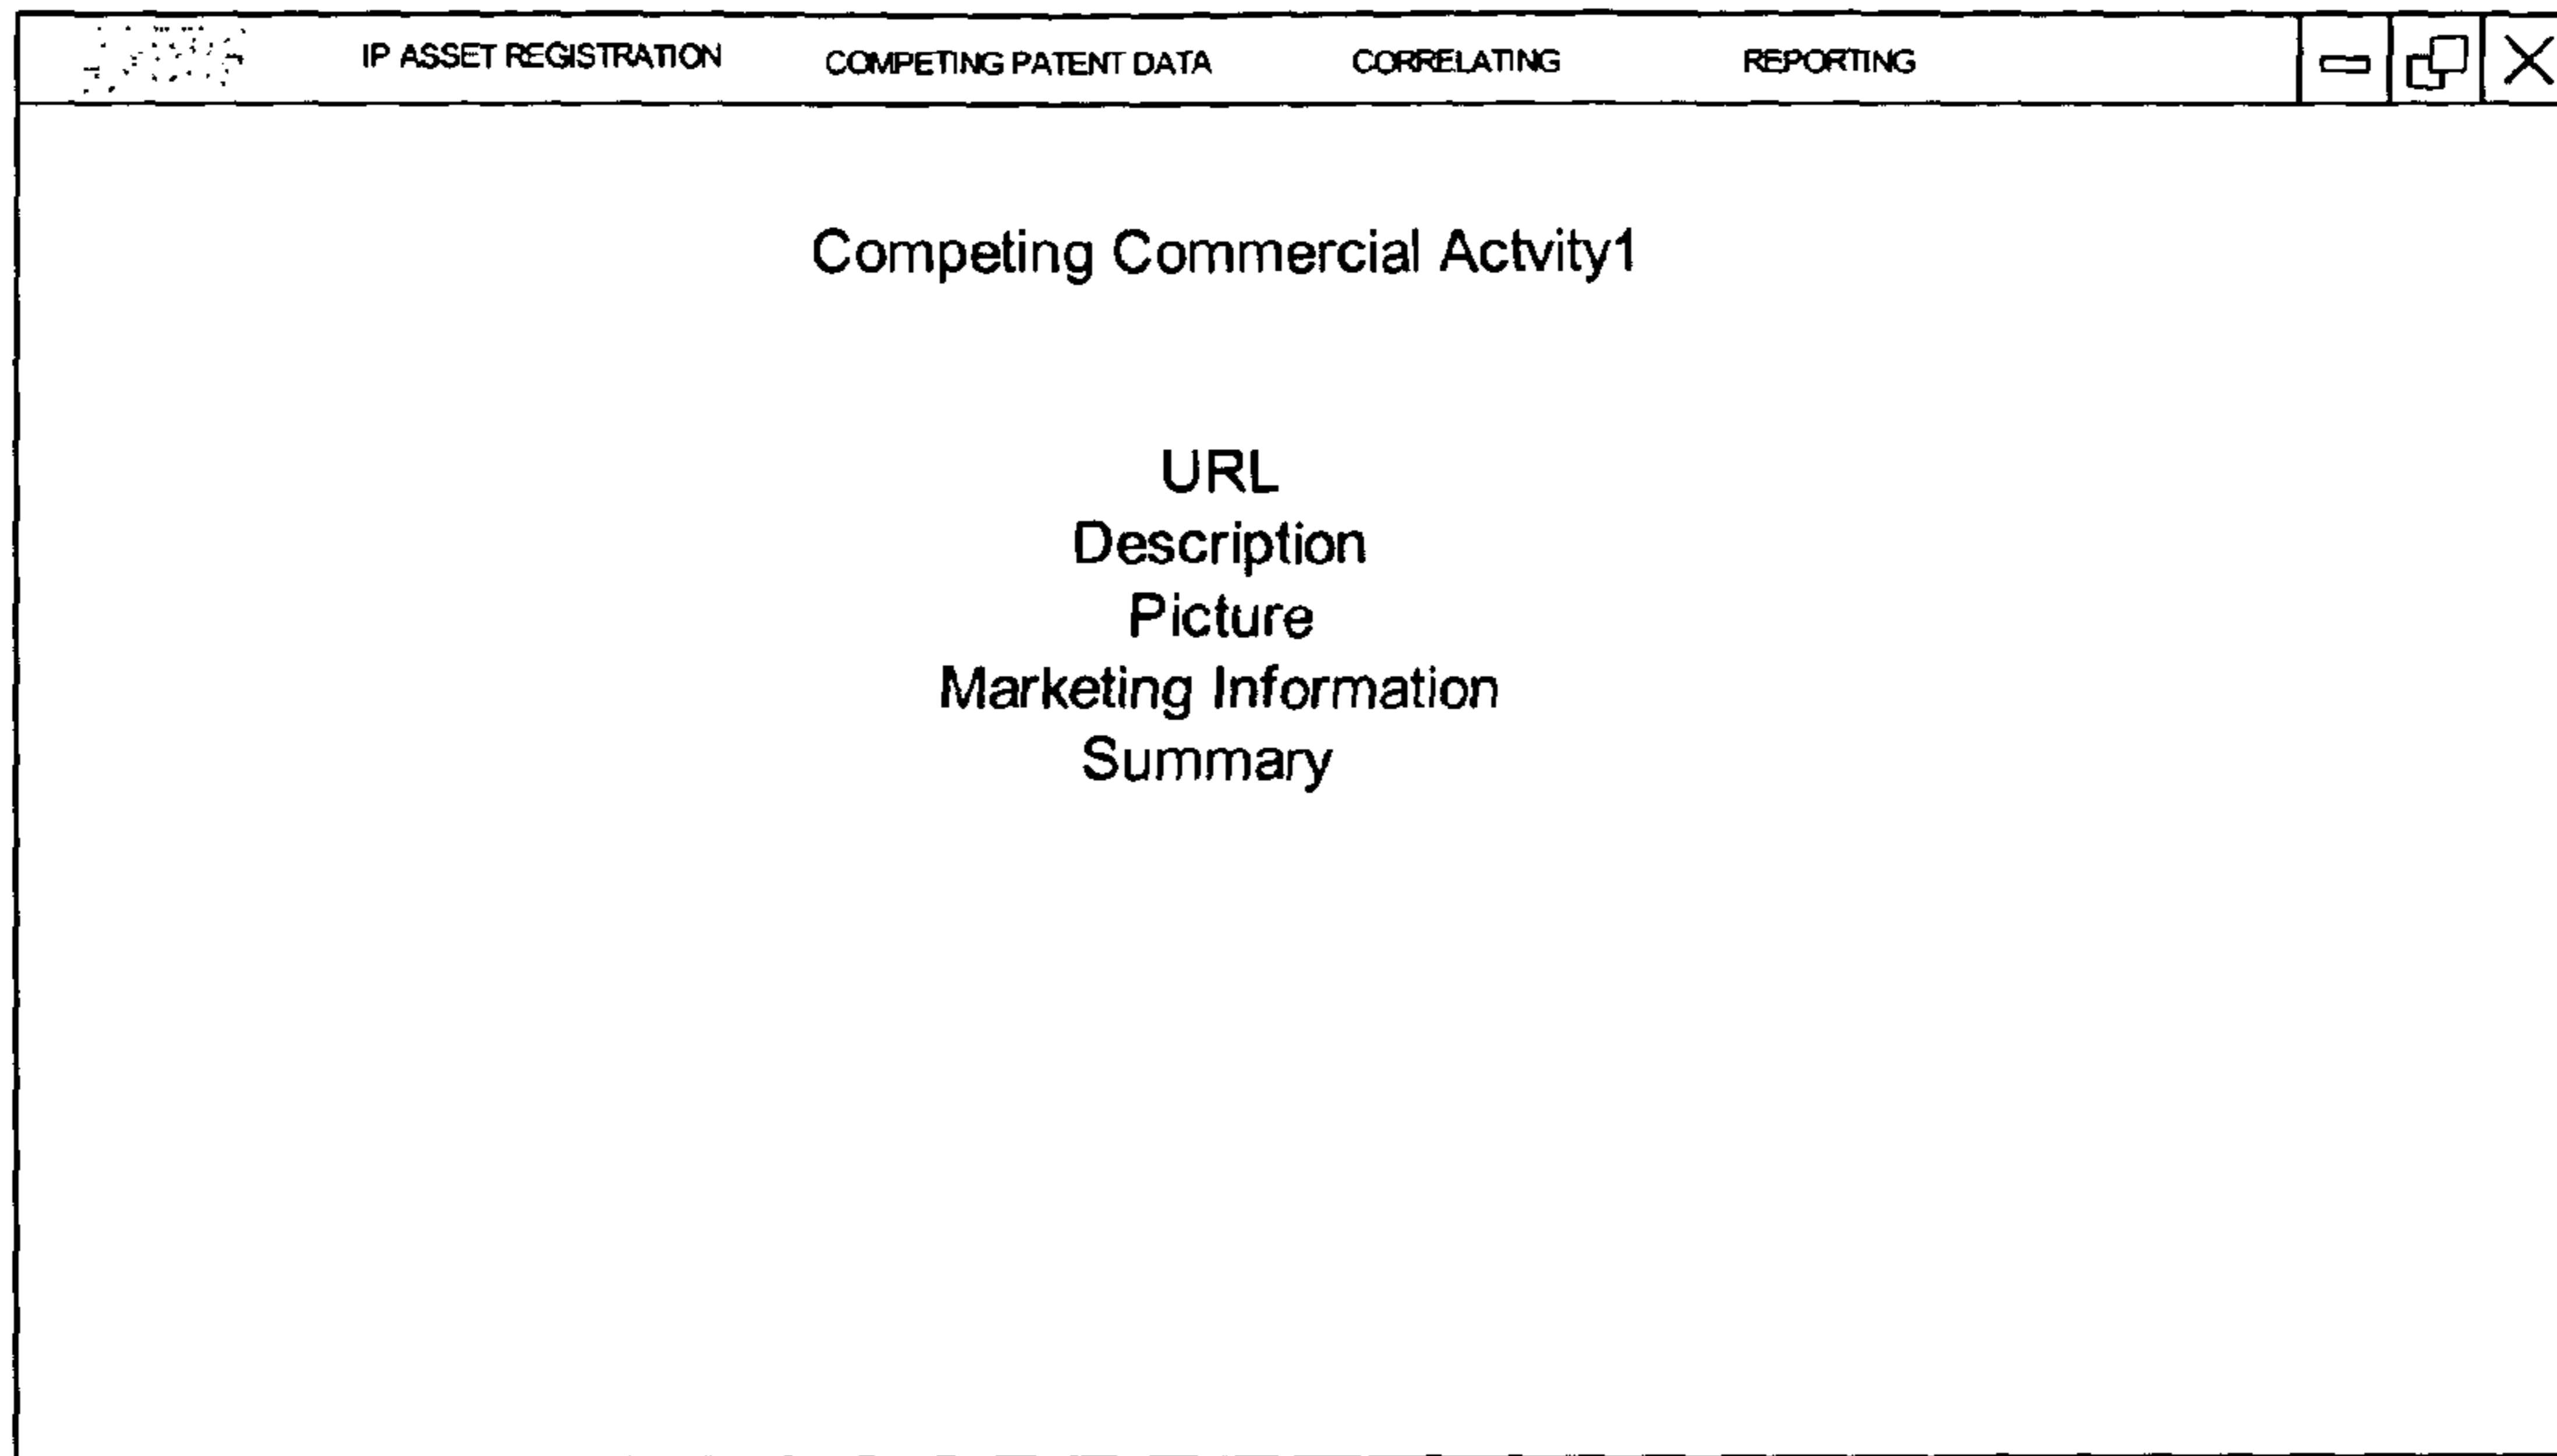 IP ASSET REGISTRATION COMPETING PATENT DATA CORRELATING REPORTING
Competing Commercial Actvity1
URL
Description
Picture
Marketing Information
Summary